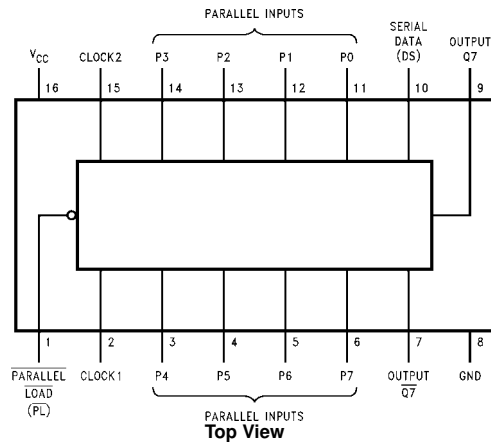 PARALLEL INPUTS
SERIAL
DATA
(DS)
OUTPUT
Q7
VCC CLOCK2 P3 P2 P1 P0
16 15 14 13 12 11 10 9
1 2 3 4 5 6 7 8
PARALLEL
LOAD
(PL)
CLOCK1 P4 P5 P6 P7 OUTPUT
Q7
GND
PARALLEL INPUTS
Top View